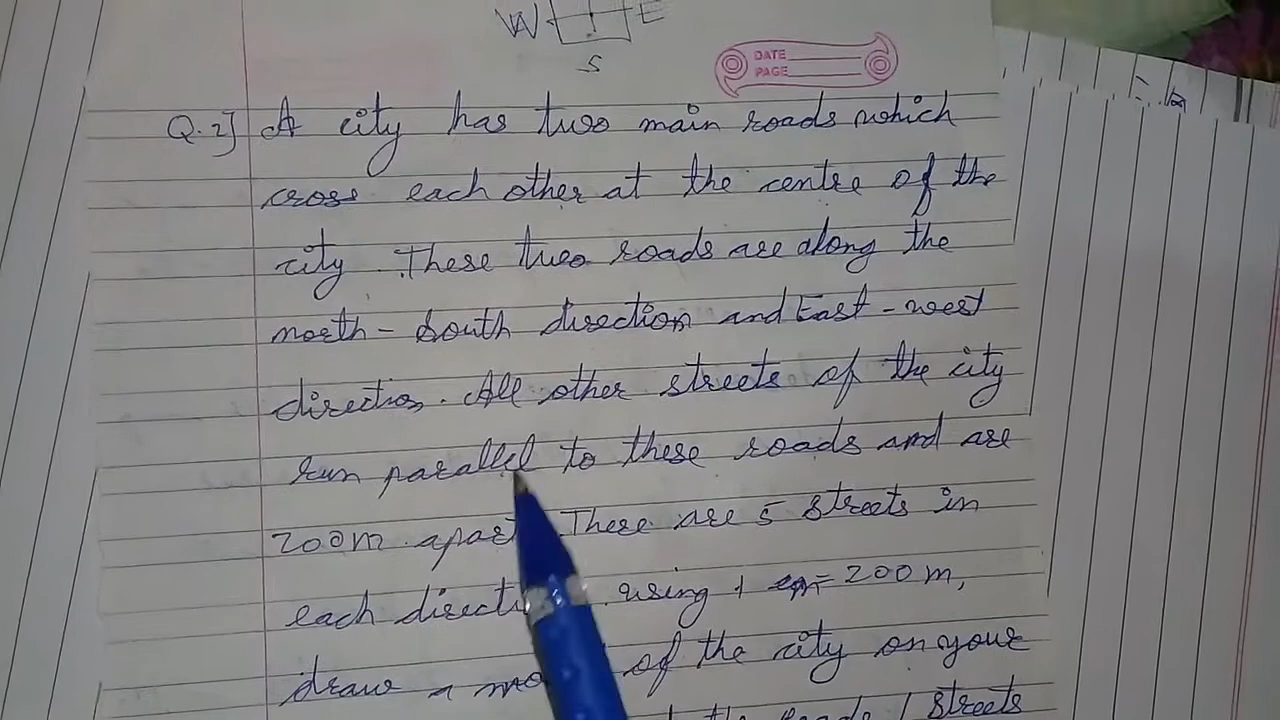 W E
S
DATE
PAGE
Q.2] A city has two main roads which
cross each other at the centre of the
city. These two roads are along the
north - South direction and East - west
direction. All other streets of the city
run parallel to these roads and are
200m apart There are 5 streets in
each directi using 1 cm = 200 m,
draw a mo of the city on your
the roads / streets